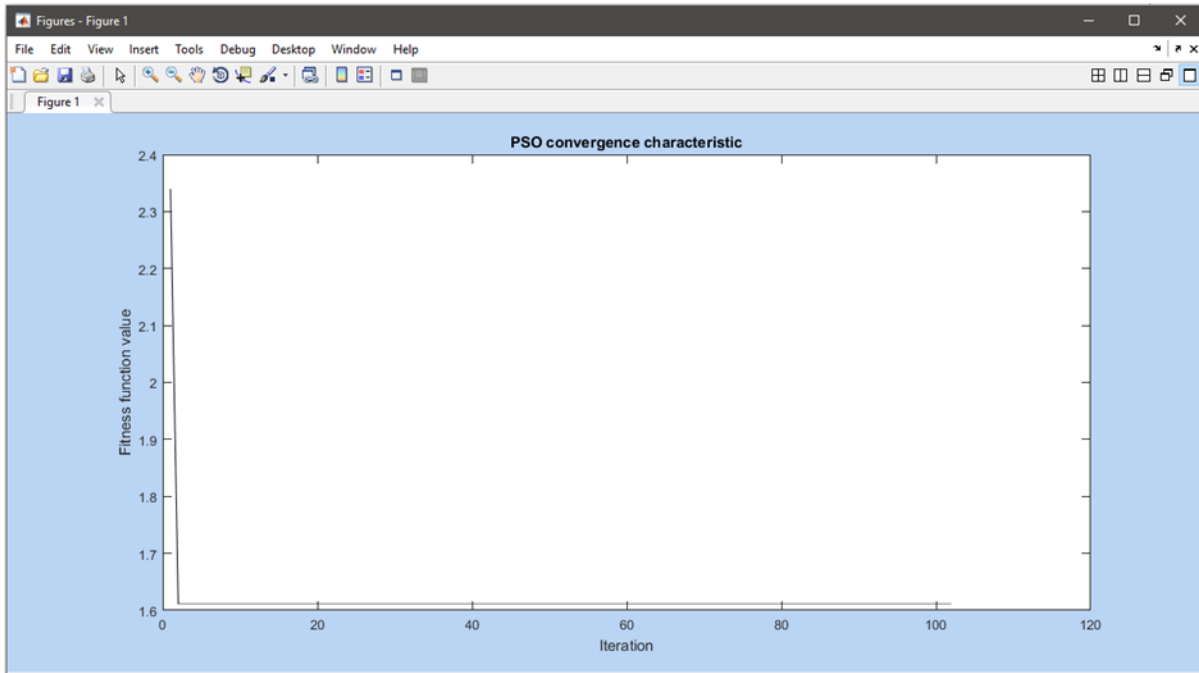 Figures - Figure 1
File Edit View Insert Tools Debug Desktop Window Help
Figure 1
PSO convergence characteristic
2.4
2.3
2.2
2.1
2
1.9
1.8
1.7
1.6
Fitness function value
0 20 40 60 80 100 120
Iteration